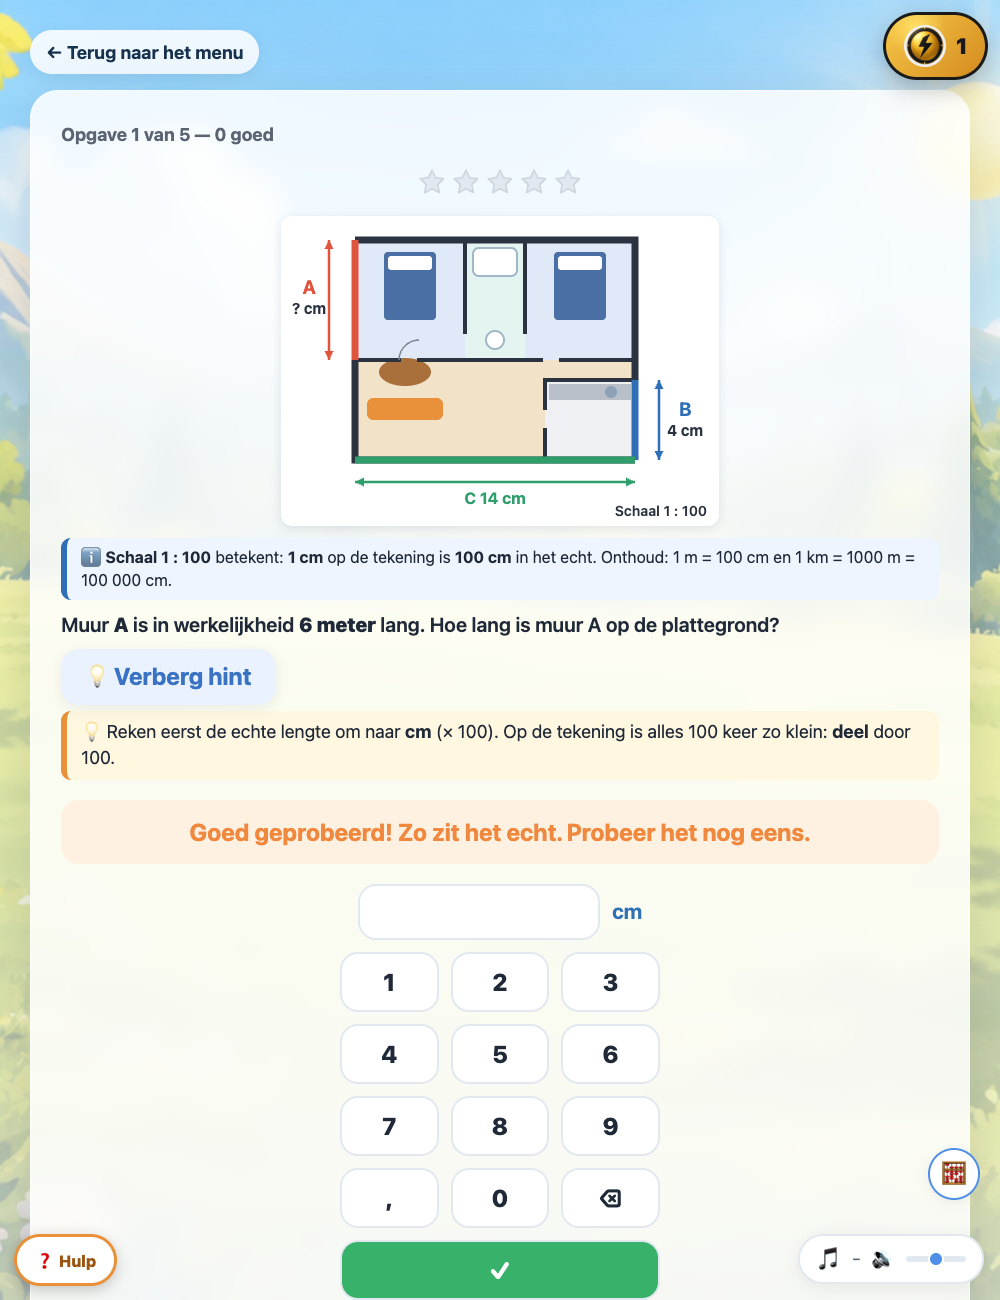 ← Terug naar het menu
1
Opgave 1 van 5 — 0 goed
A
? cm
B
4 cm
C 14 cm
Schaal 1 : 100
ℹ️ Schaal 1 : 100 betekent: 1 cm op de tekening is 100 cm in het echt. Onthoud: 1 m = 100 cm en 1 km = 1000 m =
100 000 cm.
Muur A is in werkelijkheid 6 meter lang. Hoe lang is muur A op de plattegrond?
💡 Verberg hint
💡 Reken eerst de echte lengte om naar cm (× 100). Op de tekening is alles 100 keer zo klein: deel door
100.
Goed geprobeerd! Zo zit het echt. Probeer het nog eens.
cm
1 2 3
4 5 6
7 8 9
, 0
❓ Hulp
–